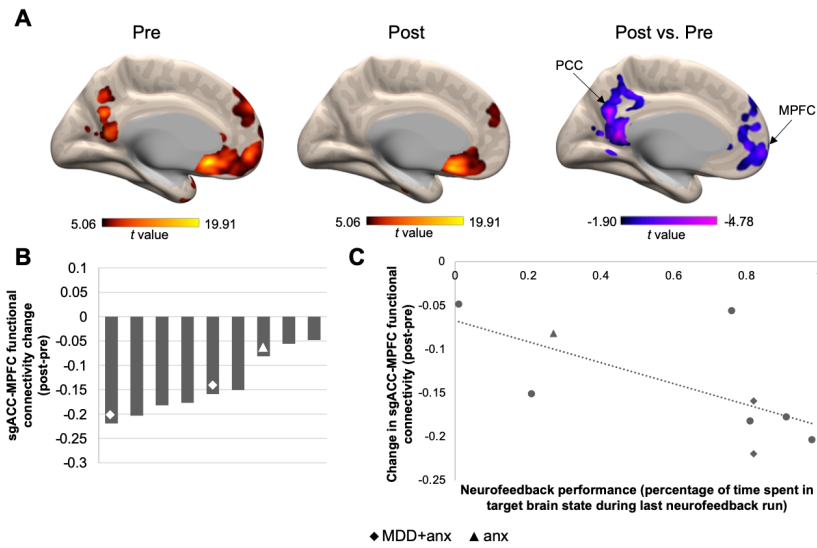 A
Pre
Post
Post vs. Pre
PCC
MPFC
5.06 19.91
t value
5.06 19.91
t value
-1.90 -4.78
t value
B
sgACC-MPFC functional
connectivity change
(post-pre)
0.1
0.05
0
-0.05
-0.1
-0.15
-0.2
-0.25
-0.3
C
Change in sgACC-MPFC functional
connectivity (post-pre)
0
-0.05
-0.1
-0.15
-0.2
-0.25
0 0.2 0.4 0.6 0.8
Neurofeedback performance (percentage of time spent in
target brain state during last neurofeedback run)
MDD+anx anx